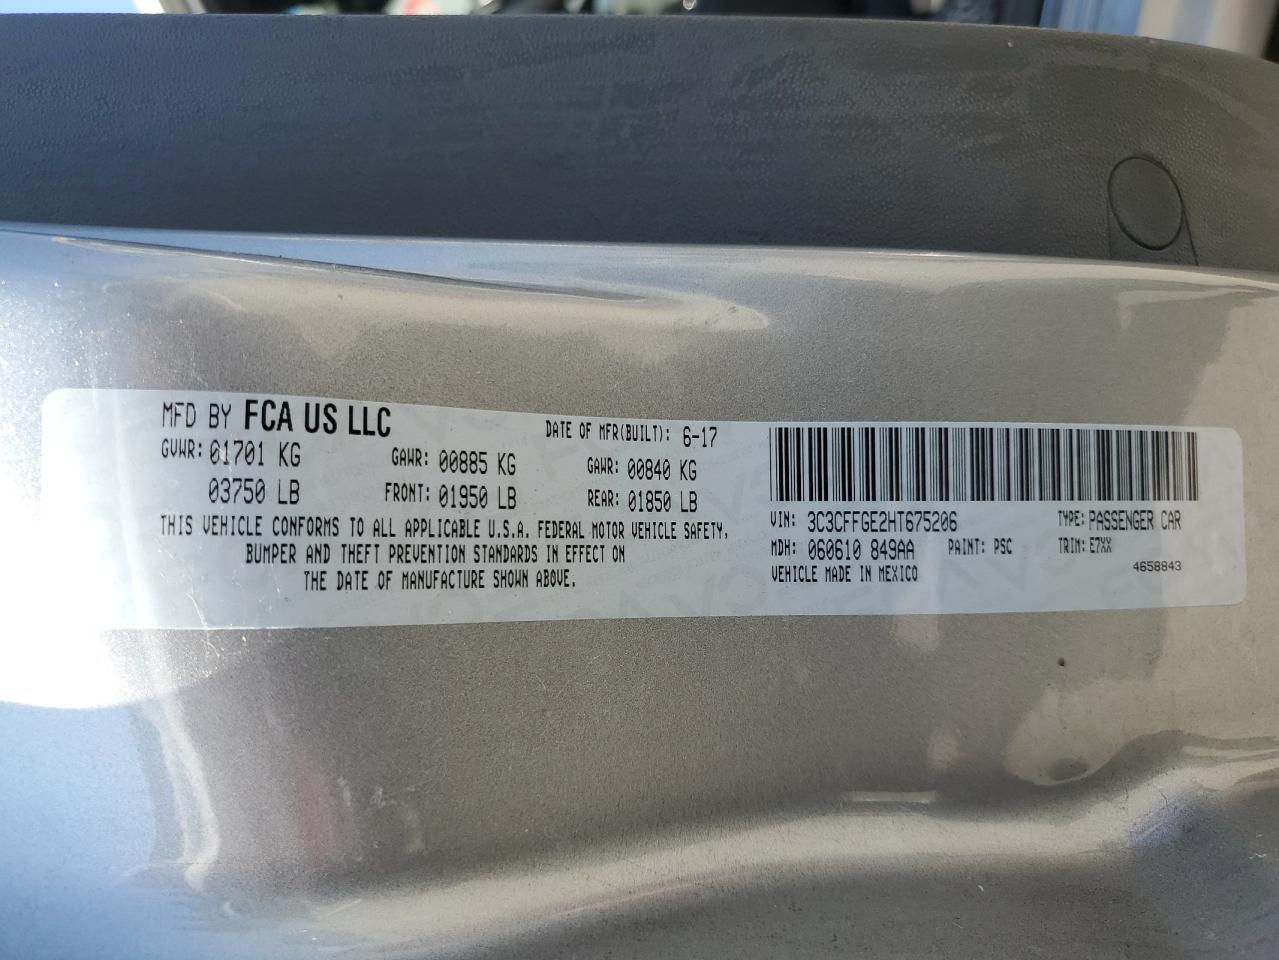 MFD BY FCA US LLC
DATE OF MFR(BUILT): 6-17
GVWR: 01701 KG GAWR: 00885 KG GAWR: 00840 KG
03750 LB FRONT: 01950 LB REAR: 01850 LB
THIS VEHICLE CONFORMS TO ALL APPLICABLE U.S.A. FEDERAL MOTOR VEHICLE SAFETY,
BUMPER AND THEFT PREVENTION STANDARDS IN EFFECT ON
THE DATE OF MANUFACTURE SHOWN ABOVE.
VIN: 3C3CFFGE2HT675206 TYPE: PASSENGER CAR
MDH: 060610 849AA PAINT: PSC TRIM: E7XX
VEHICLE MADE IN MEXICO 4658843